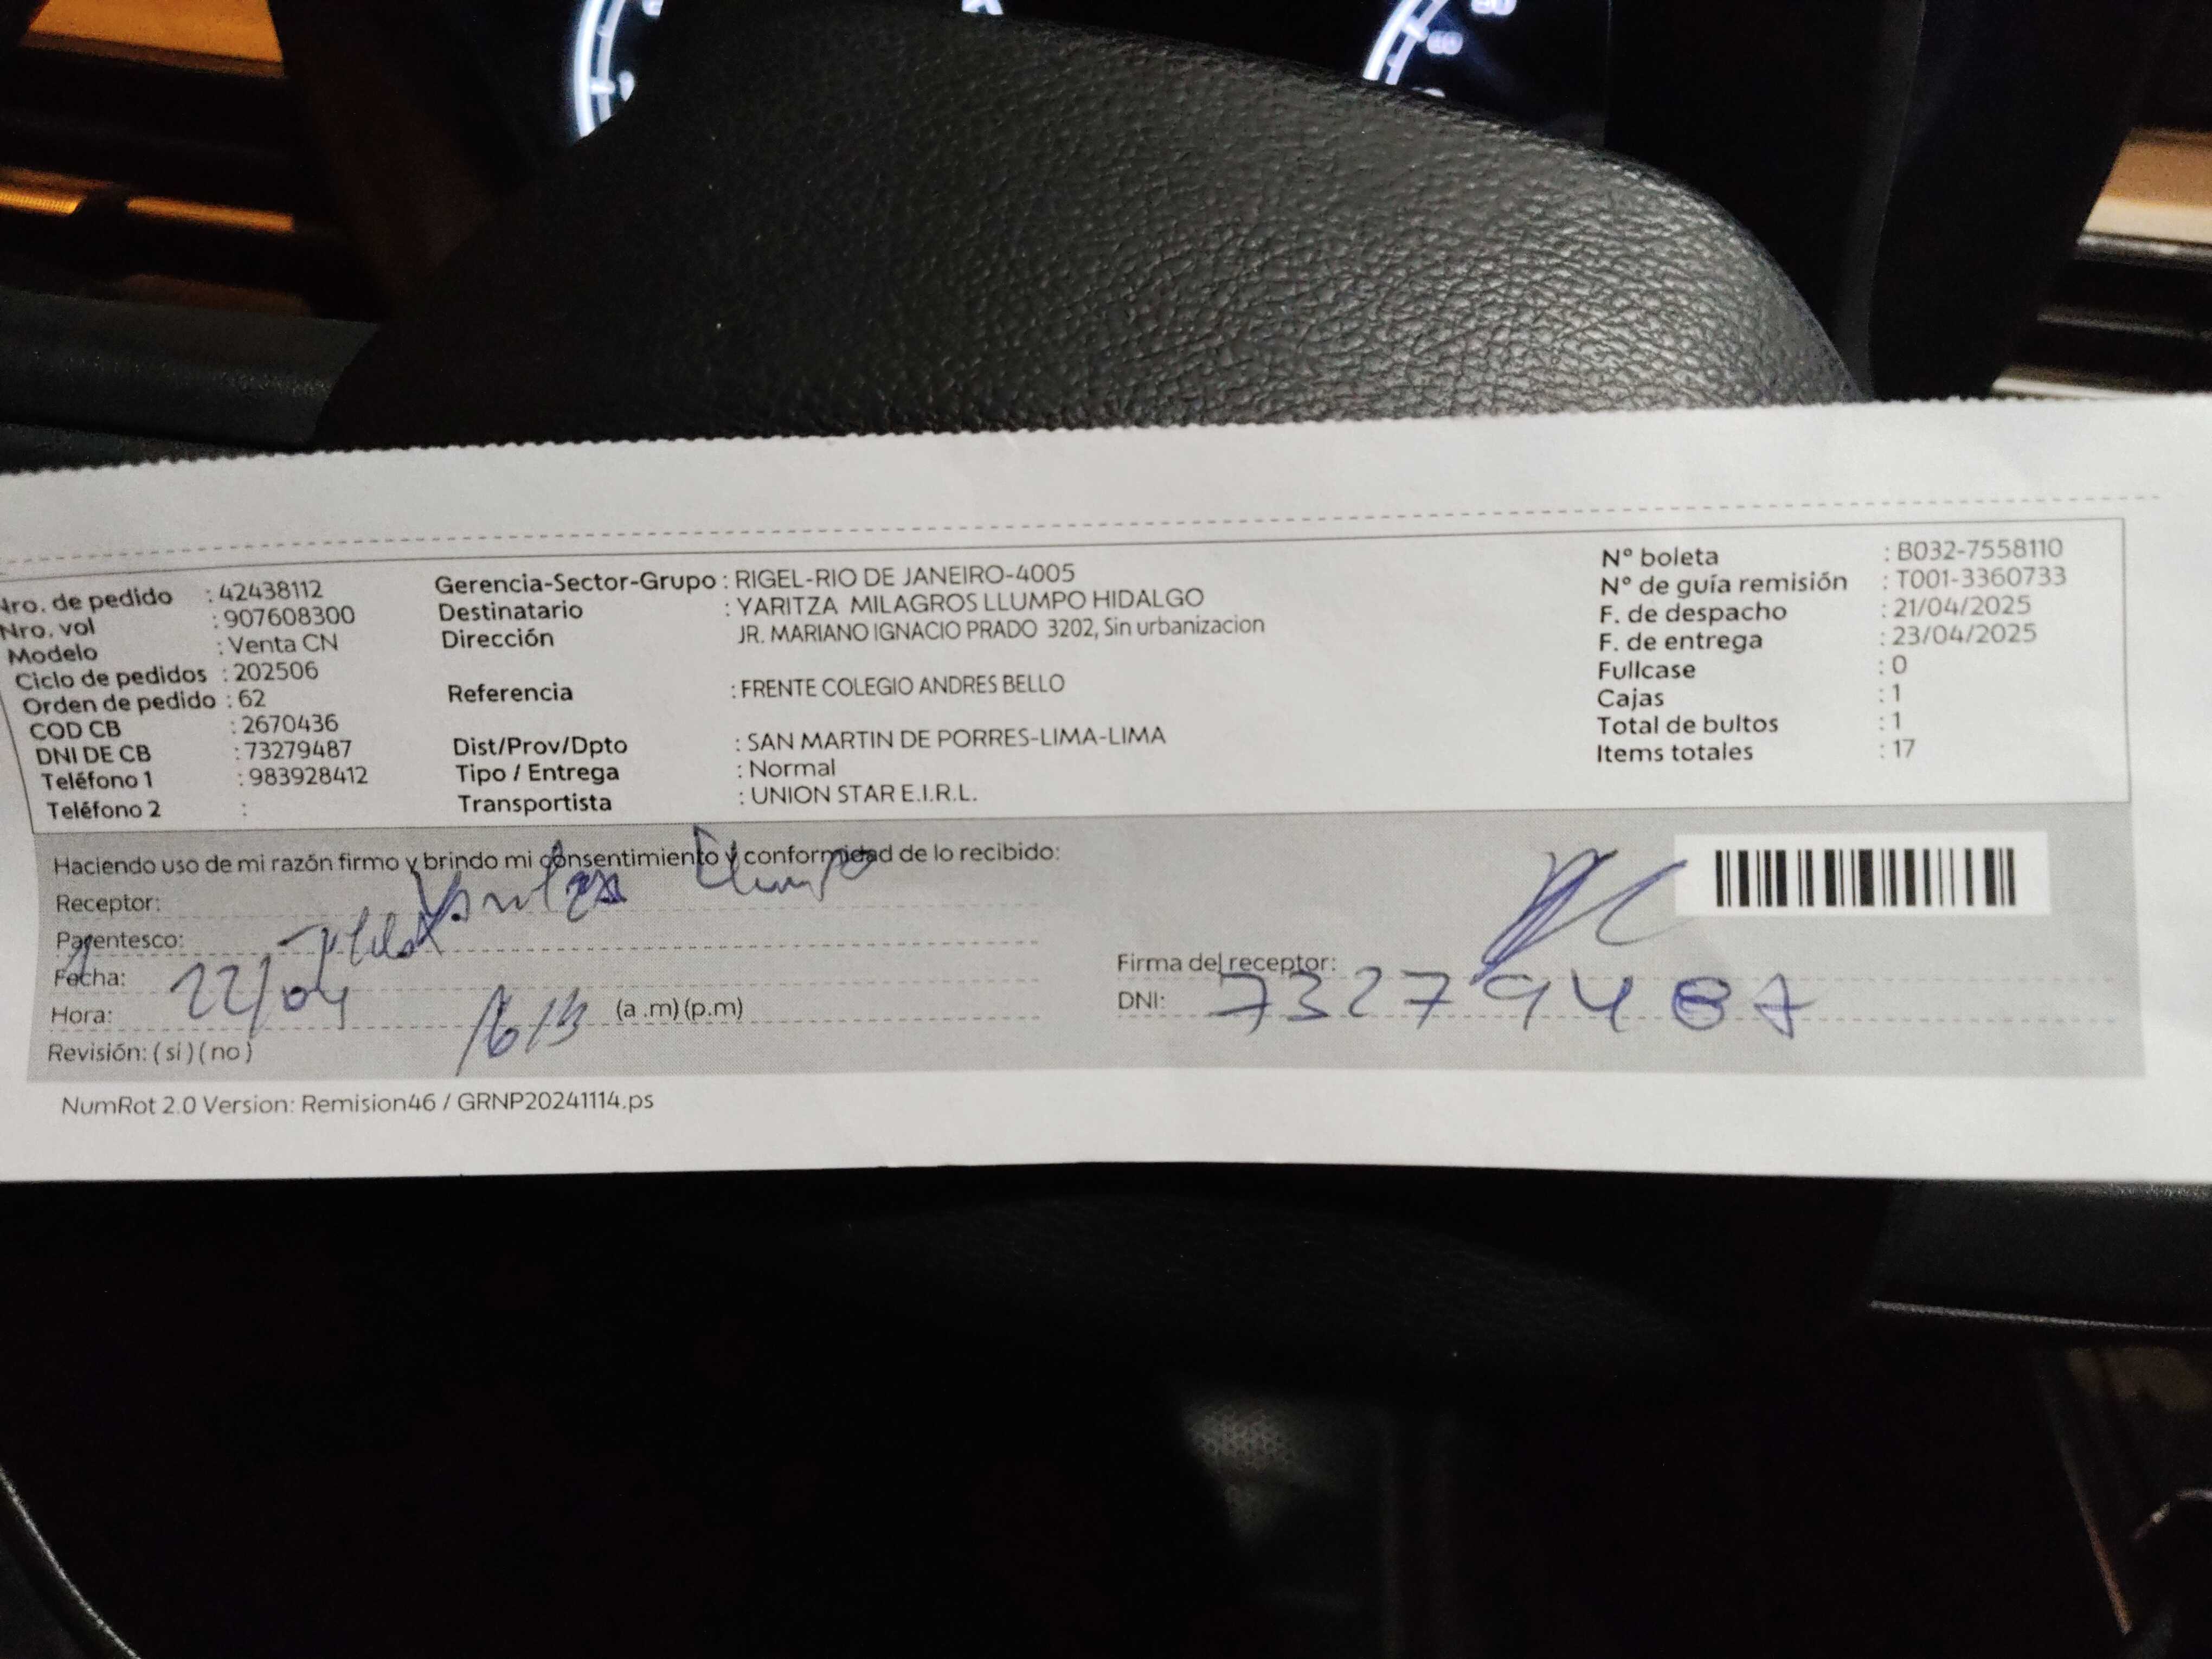 Nro. de pedido : 42438112
Nro. vol : 907608300
Modelo : Venta CN
Ciclo de pedidos : 202506
Orden de pedido : 62
COD CB : 2670436
DNI DE CB : 73279487
Teléfono 1 : 983928412
Teléfono 2 :
Gerencia-Sector-Grupo : RIGEL-RIO DE JANEIRO-4005
Destinatario : YARITZA MILAGROS LLUMPO HIDALGO
Dirección JR. MARIANO IGNACIO PRADO 3202, Sin urbanizacion
Referencia : FRENTE COLEGIO ANDRES BELLO
Dist/Prov/Dpto : SAN MARTIN DE PORRES-LIMA-LIMA
Tipo / Entrega : Normal
Transportista : UNION STAR E.I.R.L.
Nº boleta : B032-7558110
Nº de guía remisión : T001-3360733
F. de despacho : 21/04/2025
F. de entrega : 23/04/2025
Fullcase : 0
Cajas : 1
Total de bultos : 1
Items totales : 17
Haciendo uso de mi razón firmo y brindo mi consentimiento y conformidad de lo recibido:
Receptor: Llumpo
Parentesco:
Fecha: 22/04
Hora: (a .m) (p.m)
Revisión: ( si ) ( no )
Firma del receptor:
DNI: 73279487
NumRot 2.0 Version: Remision46 / GRNP20241114.ps